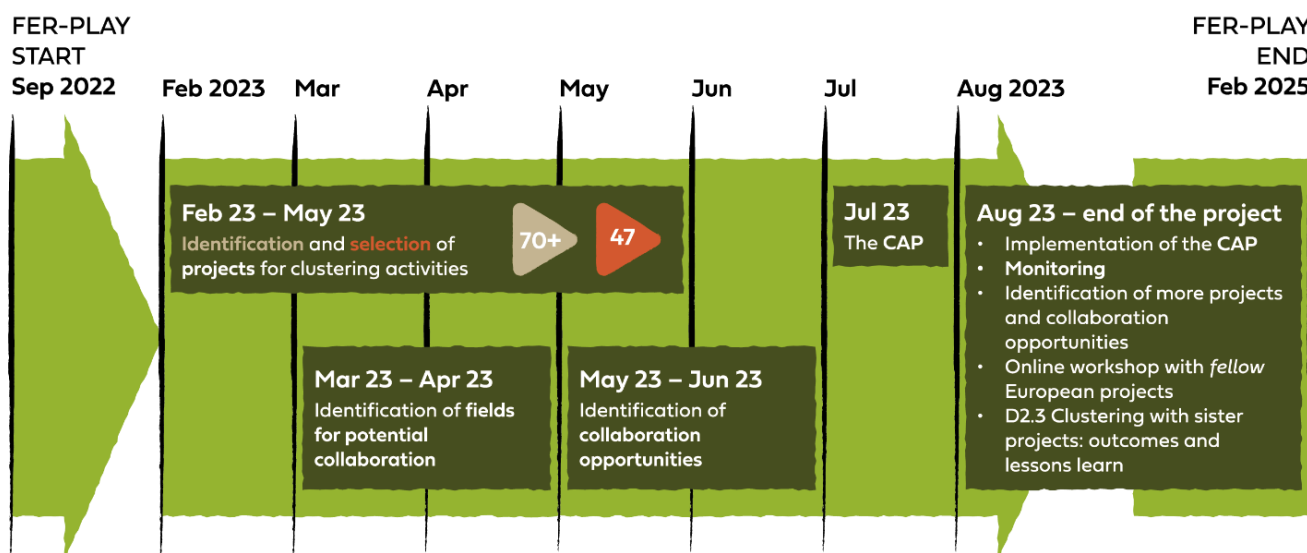 FER-PLAY
START
Sep 2022
Feb 2023
Mar
Apr
May
Jun
Jul
Aug 2023
FER-PLAY
END
Feb 2025
Feb 23 – May 23
Identification and selection of
projects for clustering activities
70+
47
Mar 23 – Apr 23
Identification of fields
for potential
collaboration
May 23 – Jun 23
Identification of
collaboration
opportunities
Jul 23
The CAP
Aug 23 – end of the project
• Implementation of the CAP
• Monitoring
• Identification of more projects
and collaboration
opportunities
• Online workshop with fellow
European projects
• D2.3 Clustering with sister
projects: outcomes and
lessons learn